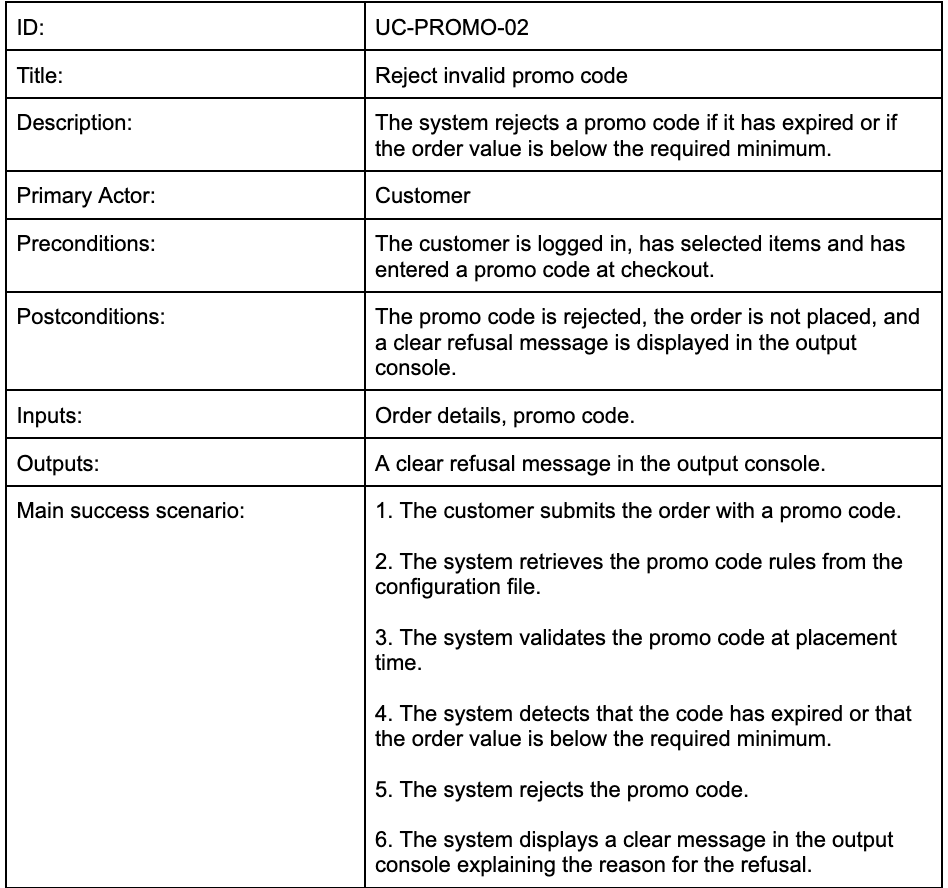 ID:
UC-PROMO-02
Title:
Reject invalid promo code
Description:
The system rejects a promo code if it has expired or if
the order value is below the required minimum.
Primary Actor:
Customer
Preconditions:
The customer is logged in, has selected items and has
entered a promo code at checkout.
Postconditions:
The promo code is rejected, the order is not placed, and
a clear refusal message is displayed in the output
console.
Inputs:
Order details, promo code.
Outputs:
A clear refusal message in the output console.
Main success scenario:
1. The customer submits the order with a promo code.
2. The system retrieves the promo code rules from the
configuration file.
3. The system validates the promo code at placement
time.
4. The system detects that the code has expired or that
the order value is below the required minimum.
5. The system rejects the promo code.
6. The system displays a clear message in the output
console explaining the reason for the refusal.